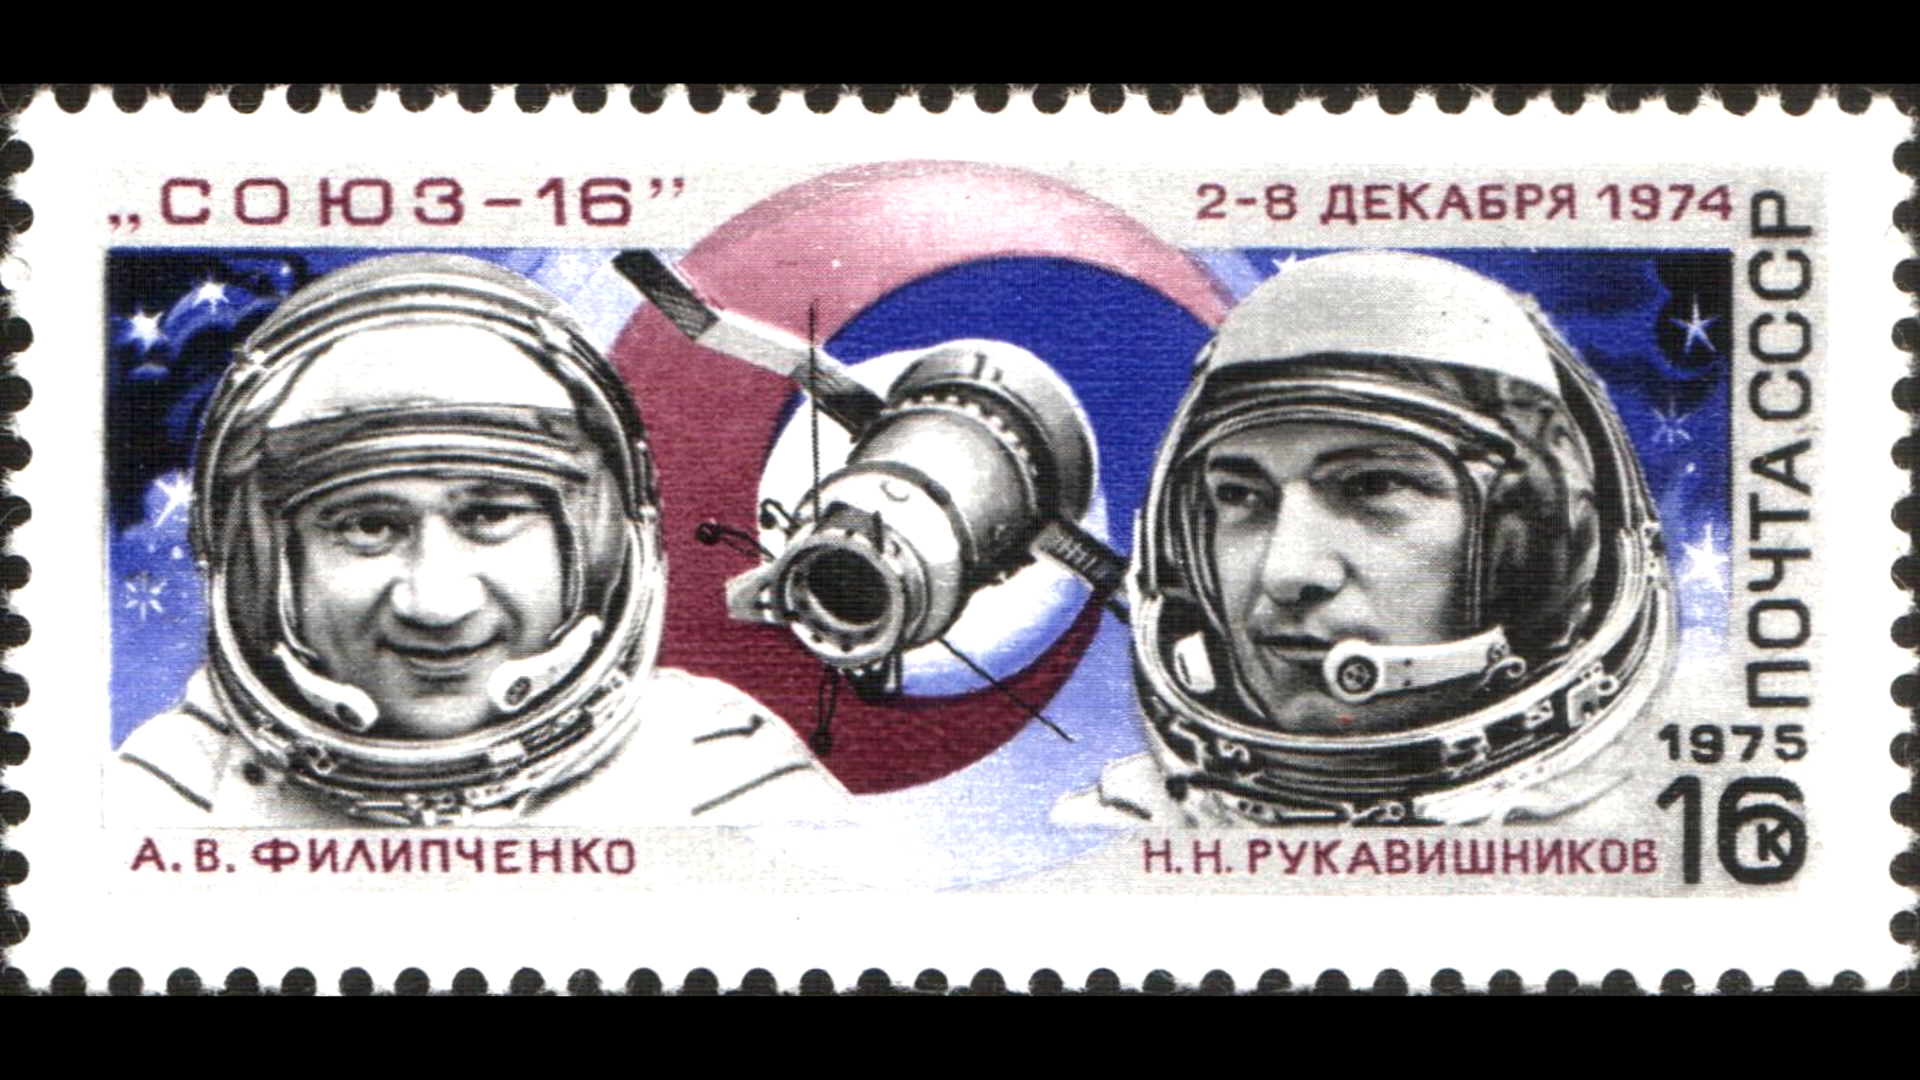 „СОЮЗ-16”
2-8 ДЕКАБРЯ 1974
ПОЧТА СССР
1975
16 К
А. В. ФИЛИПЧЕНКО
Н. Н. РУКАВИШНИКОВ